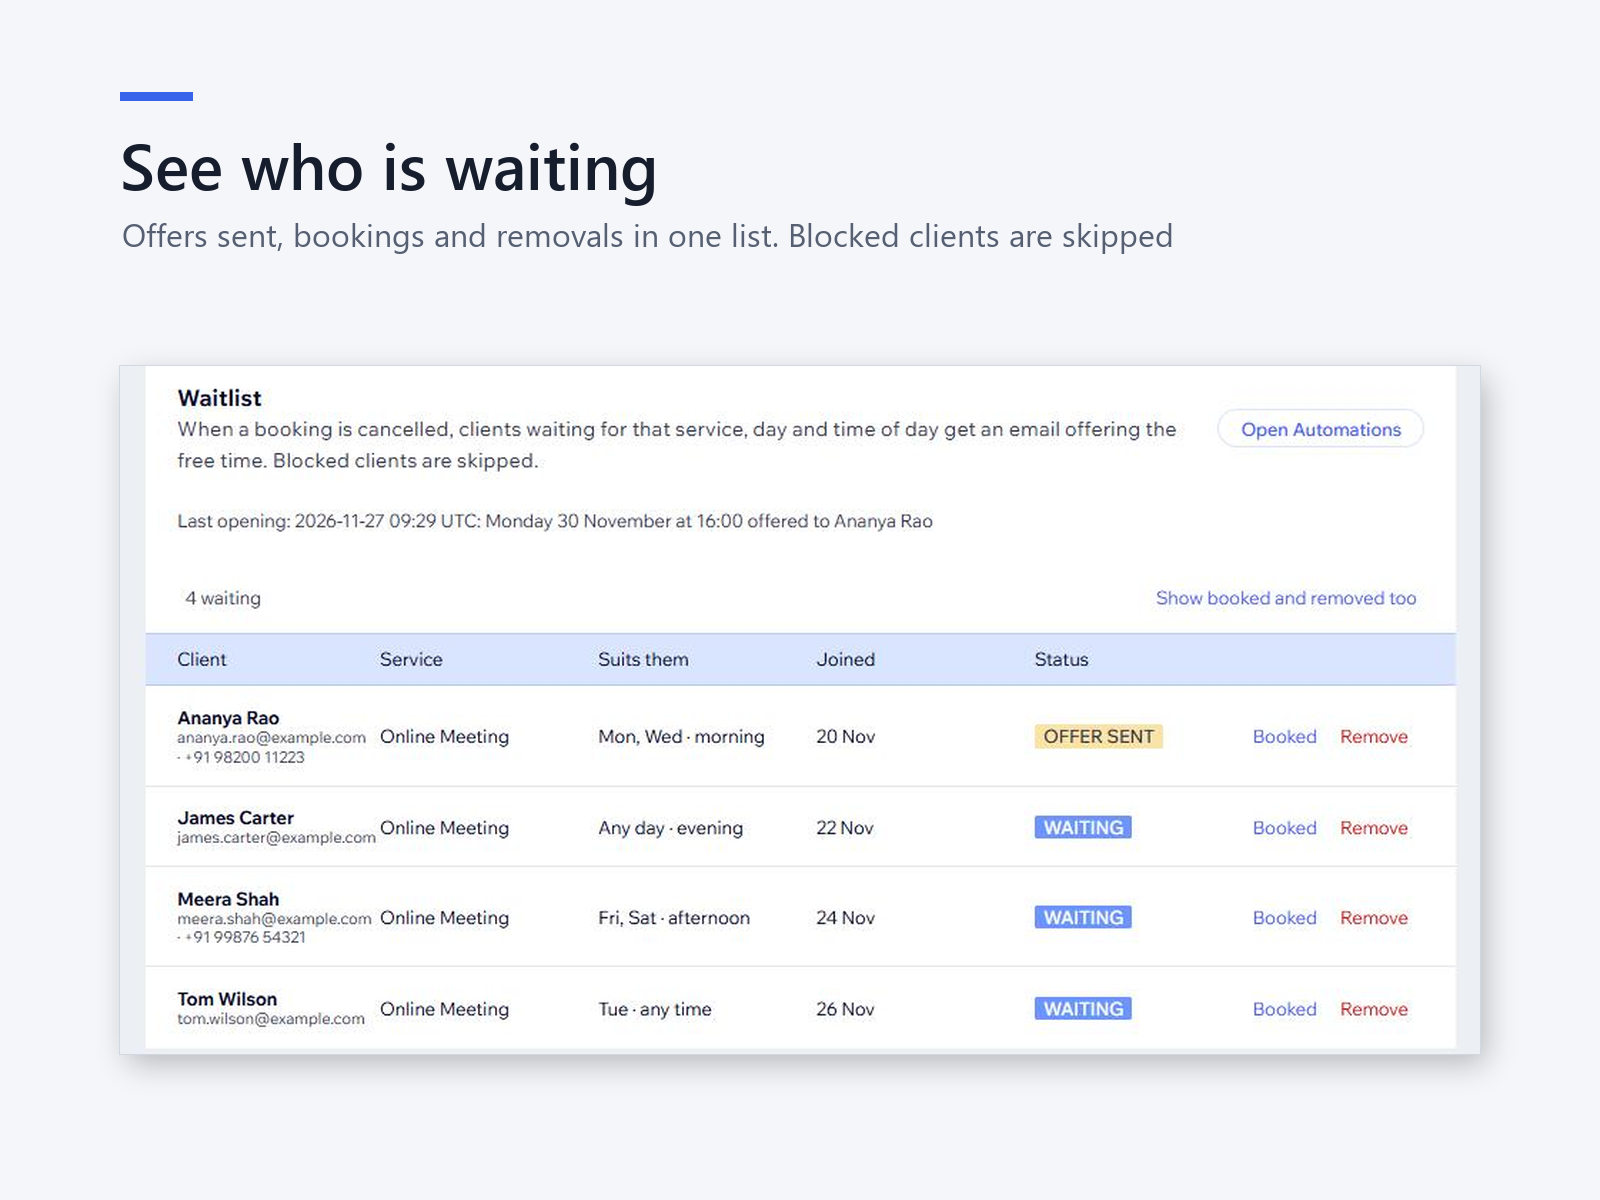 See who is waiting
Offers sent, bookings and removals in one list. Blocked clients are skipped
Waitlist
When a booking is cancelled, clients waiting for that service, day and time of day get an email offering the
free time. Blocked clients are skipped.
Open Automations
Last opening: 2026-11-27 09:29 UTC: Monday 30 November at 16:00 offered to Ananya Rao
4 waiting
Show booked and removed too
Client Service Suits them Joined Status
Ananya Rao
ananya.rao@example.com
· +91 98200 11223
Online Meeting Mon, Wed · morning 20 Nov OFFER SENT Booked Remove
James Carter
james.carter@example.com
Online Meeting Any day · evening 22 Nov WAITING Booked Remove
Meera Shah
meera.shah@example.com
· +91 99876 54321
Online Meeting Fri, Sat · afternoon 24 Nov WAITING Booked Remove
Tom Wilson
tom.wilson@example.com
Online Meeting Tue · any time 26 Nov WAITING Booked Remove